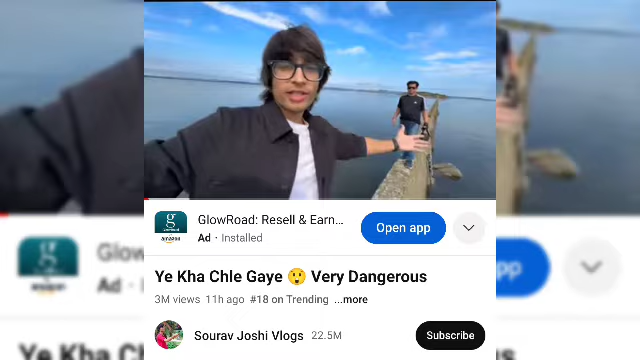 GlowRoad: Resell & Earn...
Ad · Installed
Open app
Ye Kha Chle Gaye 😲 Very Dangerous
3M views 11h ago #18 on Trending ...more
Sourav Joshi Vlogs 22.5M
Subscribe